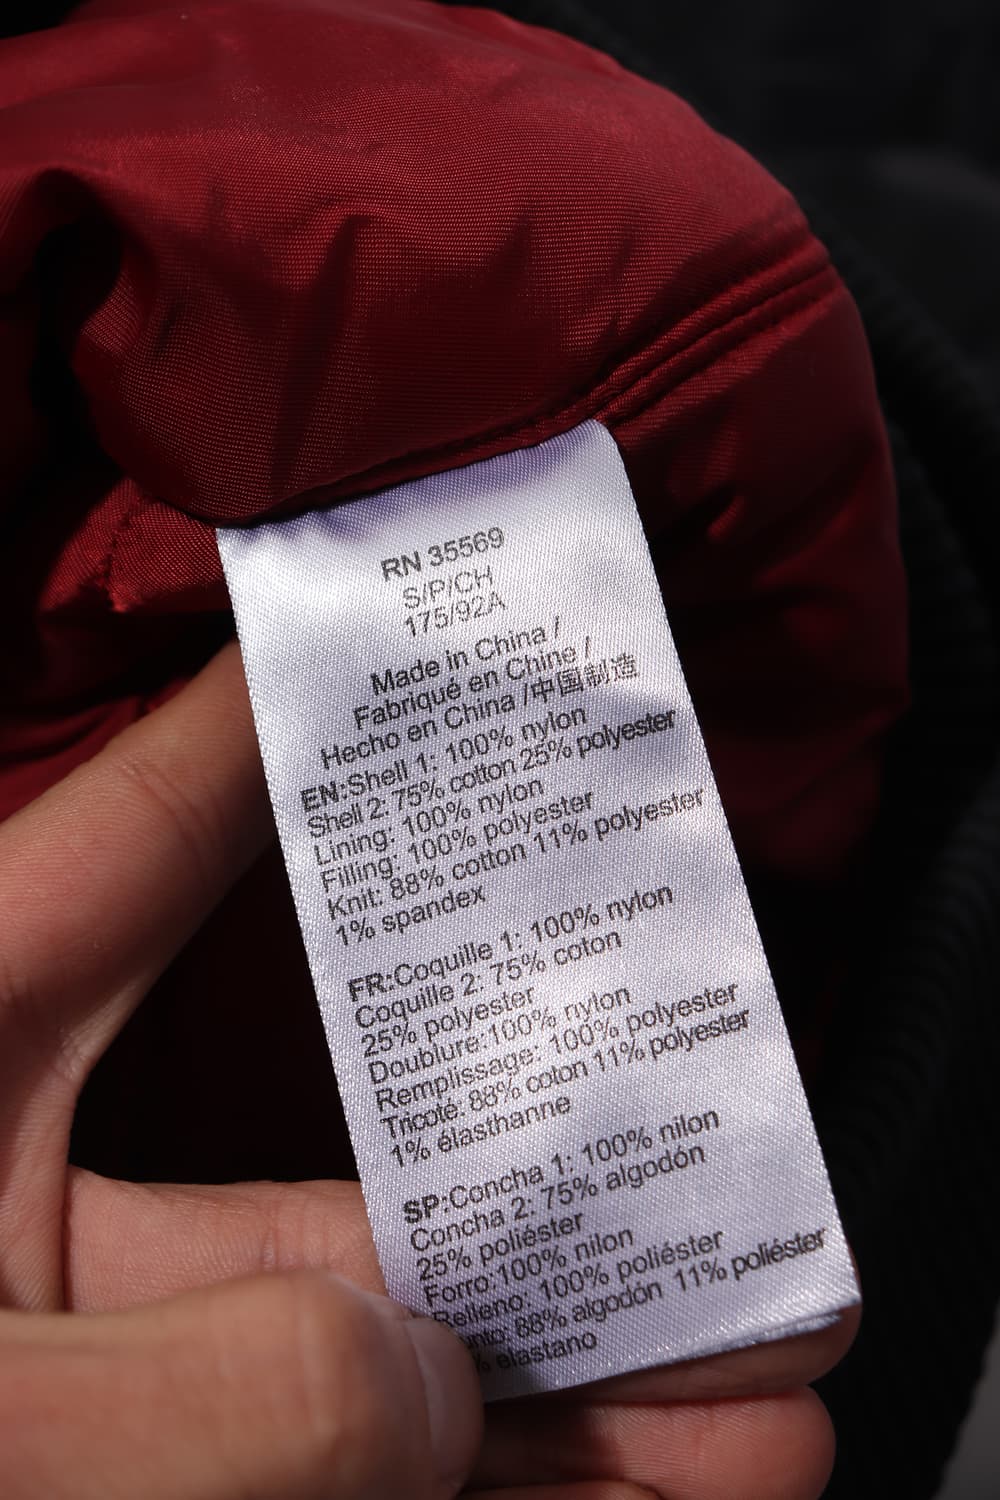 RN 35569
S/P/CH
175/92A
Made in China /
Fabriqué en Chine /
Hecho en China /中国制造
EN:Shell 1: 100% nylon
Shell 2: 75% cotton 25% polyester
Lining: 100% nylon
Filling: 100% polyester
Knit: 88% cotton 11% polyester
1% spandex
FR:Coquille 1: 100% nylon
Coquille 2: 75% coton
25% polyester
Doublure:100% nylon
Remplissage: 100% polyester
Tricoté: 88% coton 11% polyester
1% élasthanne
SP:Concha 1: 100% nilon
Concha 2: 75% algodón
25% poliéster
Forro:100% nilon
Relleno: 100% poliéster
88% algodón 11% poliéster
% elastano